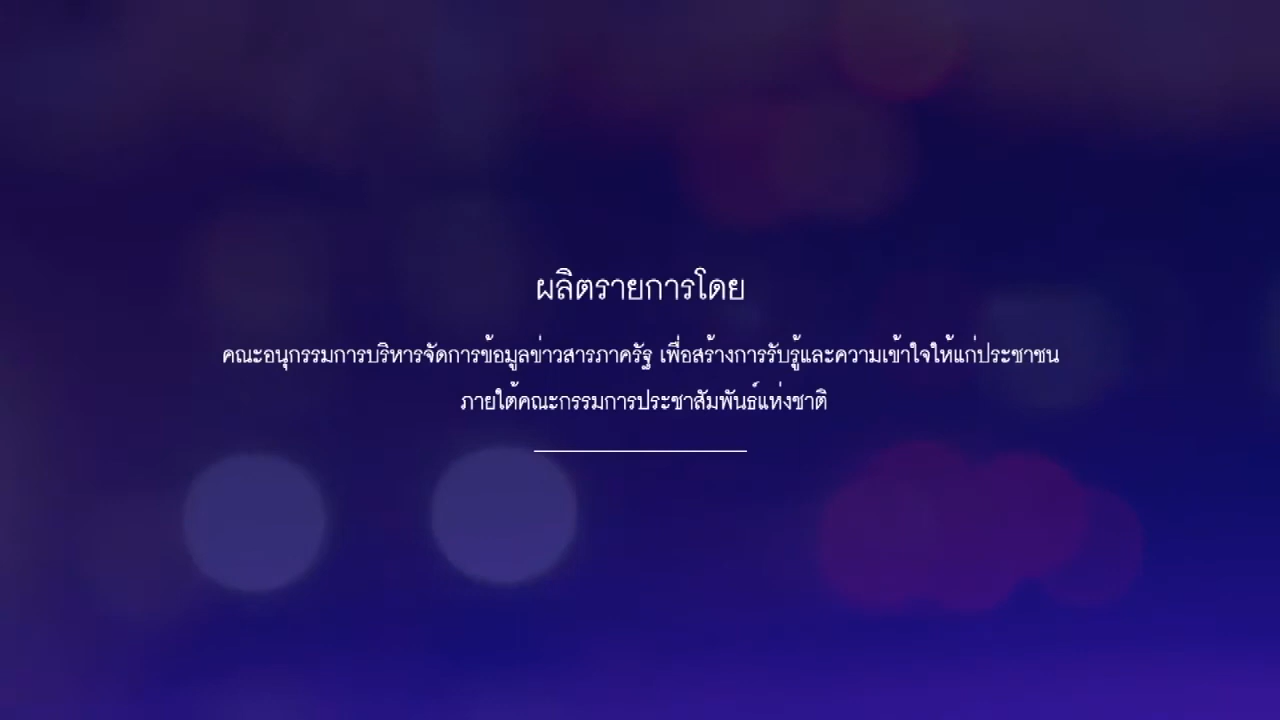 ผลิตรายการโดย
คณะอนุกรรมการบริหารจัดการข้อมูลข่าวสารภาครัฐ เพื่อสร้างการรับรู้และความเข้าใจให้แก่ประชาชน
ภายใต้คณะกรรมการประชาสัมพันธ์แห่งชาติ